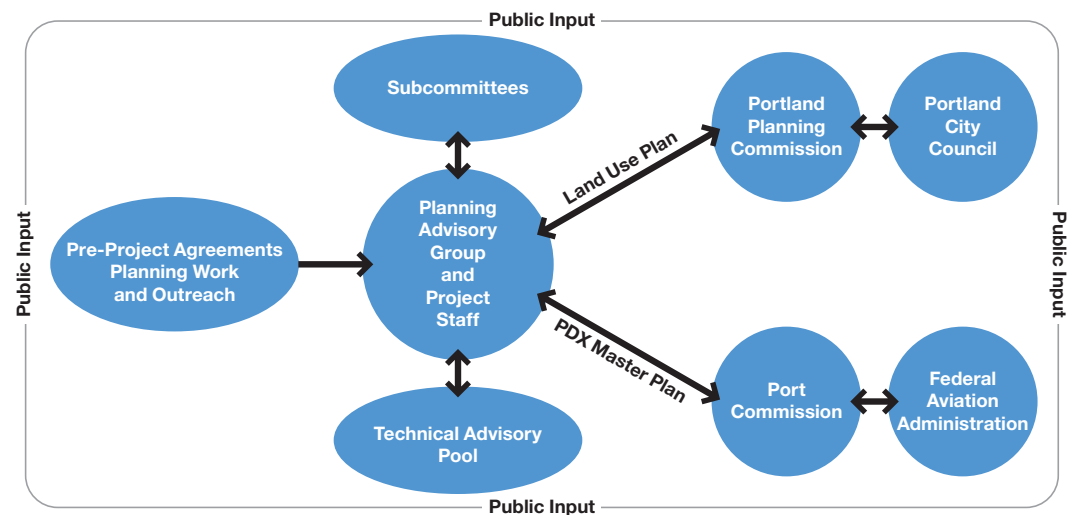 Public Input
Subcommittees
Portland
Planning
Commission
Portland
City
Council
Land Use Plan
Public Input
Pre-Project Agreements
Planning Work
and Outreach
Planning
Advisory
Group
and
Project
Staff
Public Input
PDX Master Plan
Port
Commission
Federal
Aviation
Administration
Technical Advisory
Pool
Public Input